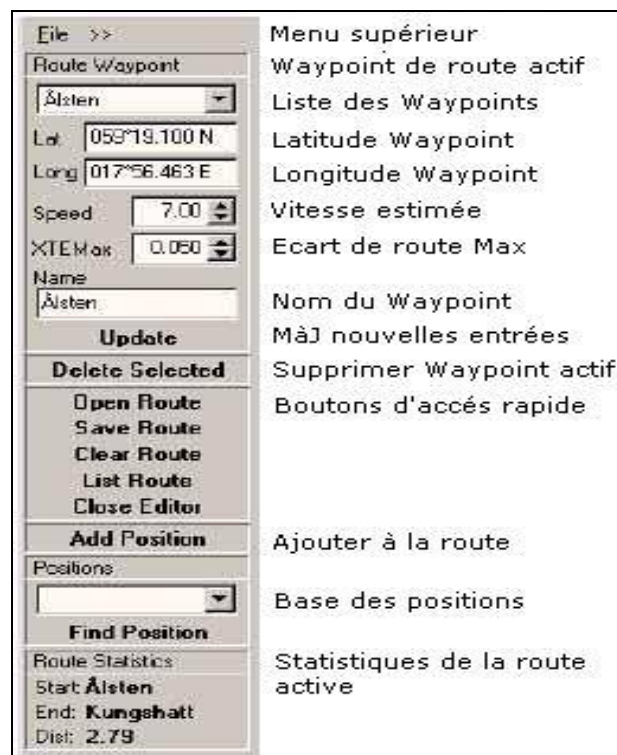 File >> Menu supérieur
Route Waypoint Waypoint de route actif
Ålsten Liste des Waypoints
Lat 059°19.100 N Latitude Waypoint
Long 017°56.463 E Longitude Waypoint
Speed 7.00 Vitesse estimée
XTEMax 0.050 Ecart de route Max
Name
Ålsten Nom du Waypoint
Update MàJ nouvelles entrées
Delete Selected Supprimer Waypoint actif
Open Route Boutons d'accés rapide
Save Route
Clear Route
List Route
Close Editor
Add Position Ajouter à la route
Positions
Base des positions
Find Position
Route Statistics Statistiques de la route
Start: Ålsten active
End: Kungshatt
Dist: 2.79